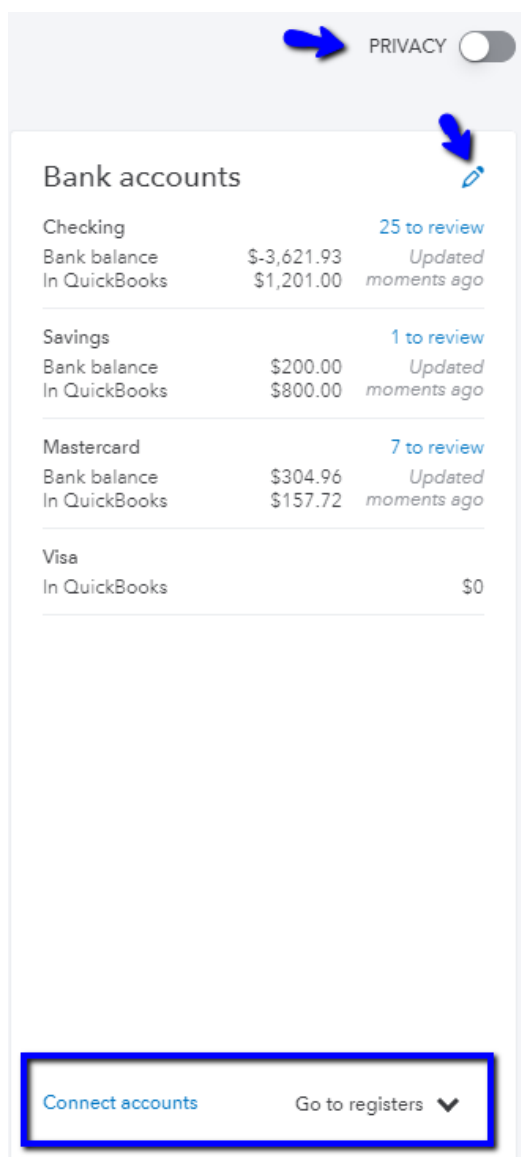 PRIVACY
Bank accounts
Checking 25 to review
Bank balance $-3,621.93 Updated
In QuickBooks $1,201.00 moments ago
Savings 1 to review
Bank balance $200.00 Updated
In QuickBooks $800.00 moments ago
Mastercard 7 to review
Bank balance $304.96 Updated
In QuickBooks $157.72 moments ago
Visa
In QuickBooks $0
Connect accounts Go to registers